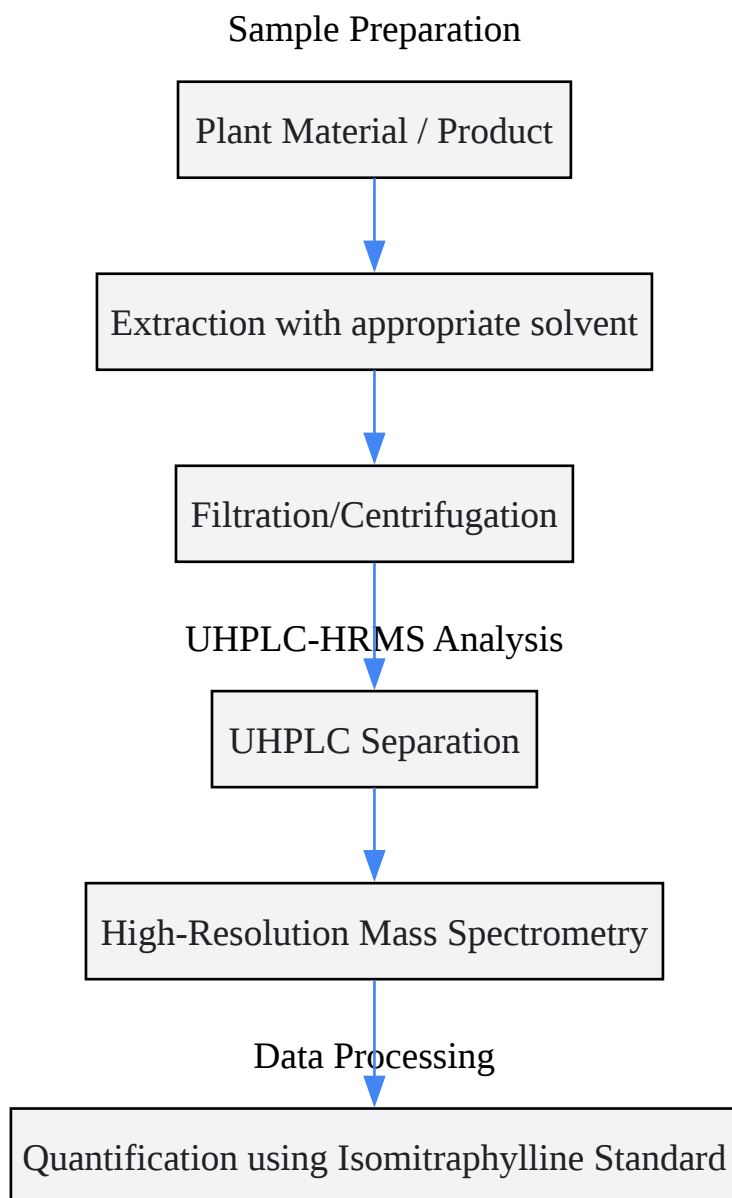 Sample Preparation
Plant Material / Product
Extraction with appropriate solvent
Filtration/Centrifugation
UHPLC-HRMS Analysis
UHPLC Separation
High-Resolution Mass Spectrometry
Data Processing
Quantification using Isomitraphylline Standard